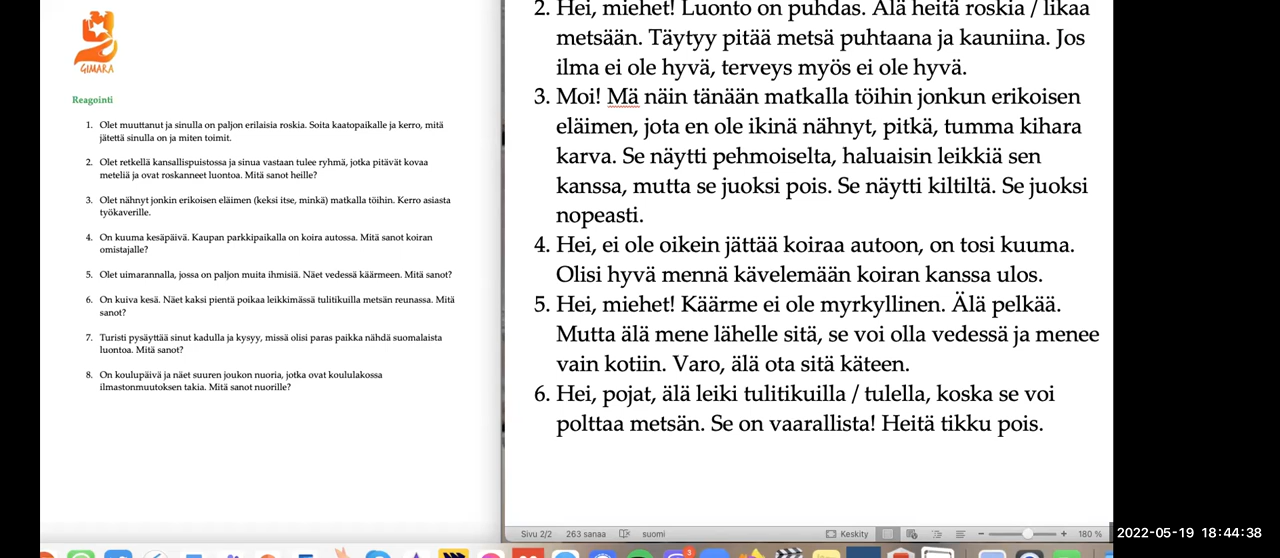 GIMARA
Reagointi
1. Olet muuttanut ja sinulla on paljon erilaisia roskia. Soita kaatopaikalle ja kerro, mitä
jätettä sinulla on ja miten toimit.
2. Olet retkellä kansallispuistossa ja sinua vastaan tulee ryhmä, jotka pitävät kovaa
meteliä ja ovat roskanneet luontoa. Mitä sanot heille?
3. Olet nähnyt jonkin erikoisen eläimen (keksi itse, minkä) matkalla töihin. Kerro asiasta
työkaverille.
4. On kuuma kesäpäivä. Kaupan parkkipaikalla on koira autossa. Mitä sanot koiran
omistajalle?
5. Olet uimarannalla, jossa on paljon muita ihmisiä. Näet vedessä käärmeen. Mitä sanot?
6. On kuiva kesä. Näet kaksi pientä poikaa leikkimässä tulitikuilla metsän reunassa. Mitä
sanot?
7. Turisti pysäyttää sinut kadulla ja kysyy, missä olisi paras paikka nähdä suomalaista
luontoa. Mitä sanot?
8. On koulupäivä ja näet suuren joukon nuoria, jotka ovat koululakossa
ilmastonmuutoksen takia. Mitä sanot nuorille?
2. Hei, miehet! Luonto on puhdas. Älä heitä roskia / likaa
metsään. Täytyy pitää metsä puhtaana ja kauniina. Jos
ilma ei ole hyvä, terveys myös ei ole hyvä.
3. Moi! Mä näin tänään matkalla töihin jonkun erikoisen
eläimen, jota en ole ikinä nähnyt, pitkä, tumma kihara
karva. Se näytti pehmoiselta, haluaisin leikkiä sen
kanssa, mutta se juoksi pois. Se näytti kiltiltä. Se juoksi
nopeasti.
4. Hei, ei ole oikein jättää koiraa autoon, on tosi kuuma.
Olisi hyvä mennä kävelemään koiran kanssa ulos.
5. Hei, miehet! Käärme ei ole myrkyllinen. Älä pelkää.
Mutta älä mene lähelle sitä, se voi olla vedessä ja menee
vain kotiin. Varo, älä ota sitä käteen.
6. Hei, pojat, älä leiki tulitikuilla / tulella, koska se voi
polttaa metsän. Se on vaarallista! Heitä tikku pois.
Sivu 2/2 263 sanaa suomi Keskity 180 %
3
2022-05-19 18:44:38